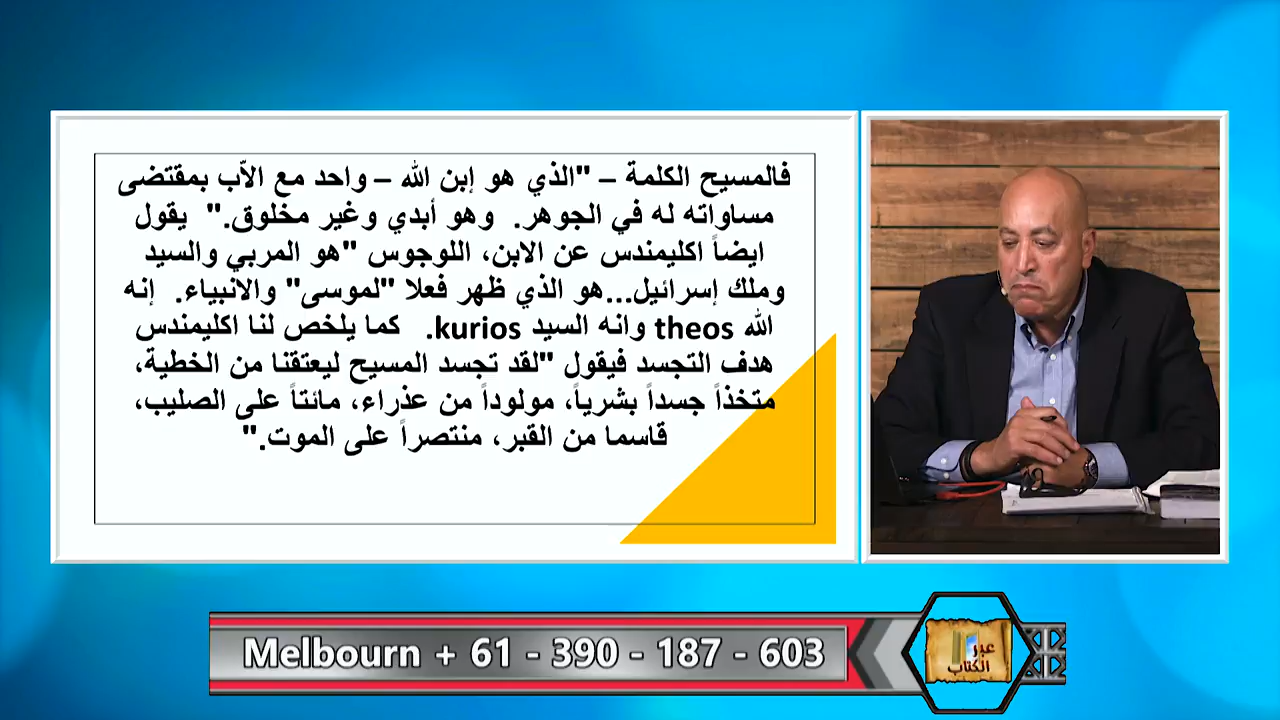 فالمسيح الكلمة – "الذي هو إبن الله – واحد مع الآب بمقتضى
مساواته له في الجوهر. وهو أبدي وغير مخلوق." يقول
ايضاً اكليمندس عن الابن، اللوجوس "هو المربي والسيد
وملك إسرائيل...هو الذي ظهر فعلا "لموسى" والانبياء. إنه
الله theos وانه السيد kurios. كما يلخص لنا اكليمندس
هدف التجسد فيقول "لقد تجسد المسيح ليعتقنا من الخطية،
متخذاً جسداً بشرياً، مولوداً من عذراء، مائتاً على الصليب،
قاسما من القبر، منتصراً على الموت."
Melbourn + 61 - 390 - 187 - 603
عبر
الكتاب